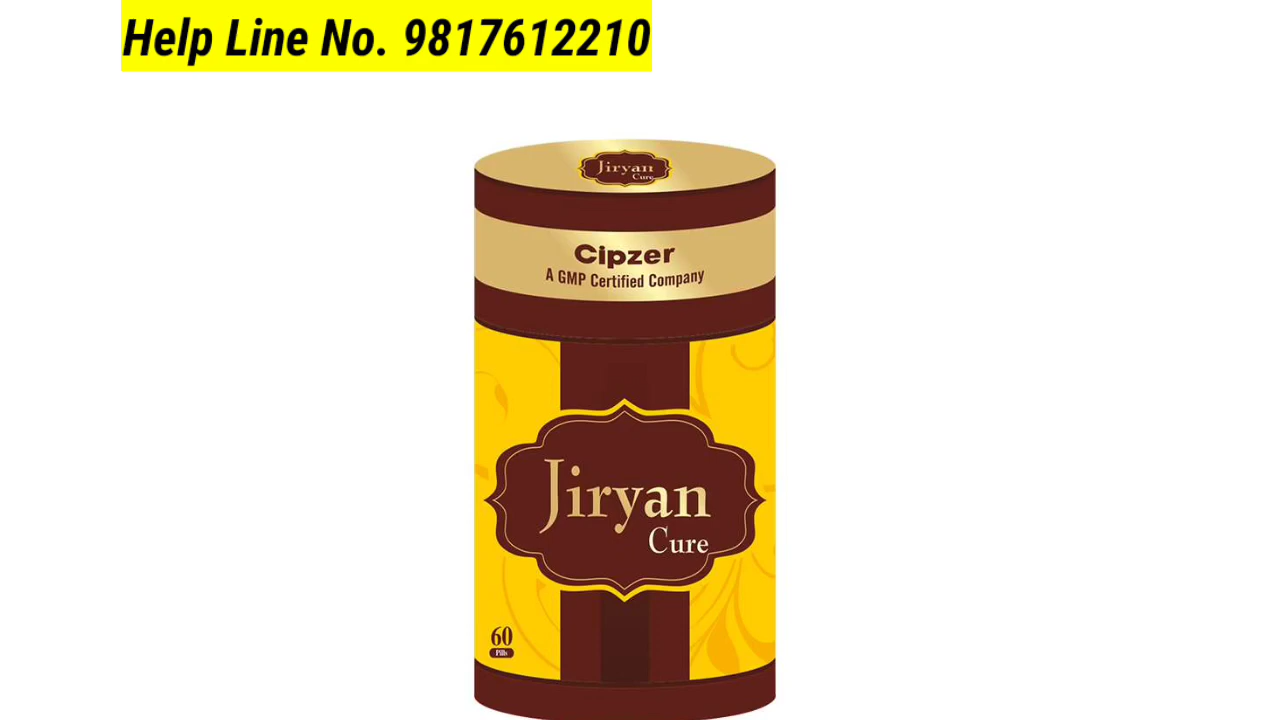 Help Line No. 9817612210
Jiryan
Cure
Cipzer
A GMP Certified Company
Jiryan
Cure
60
Pills